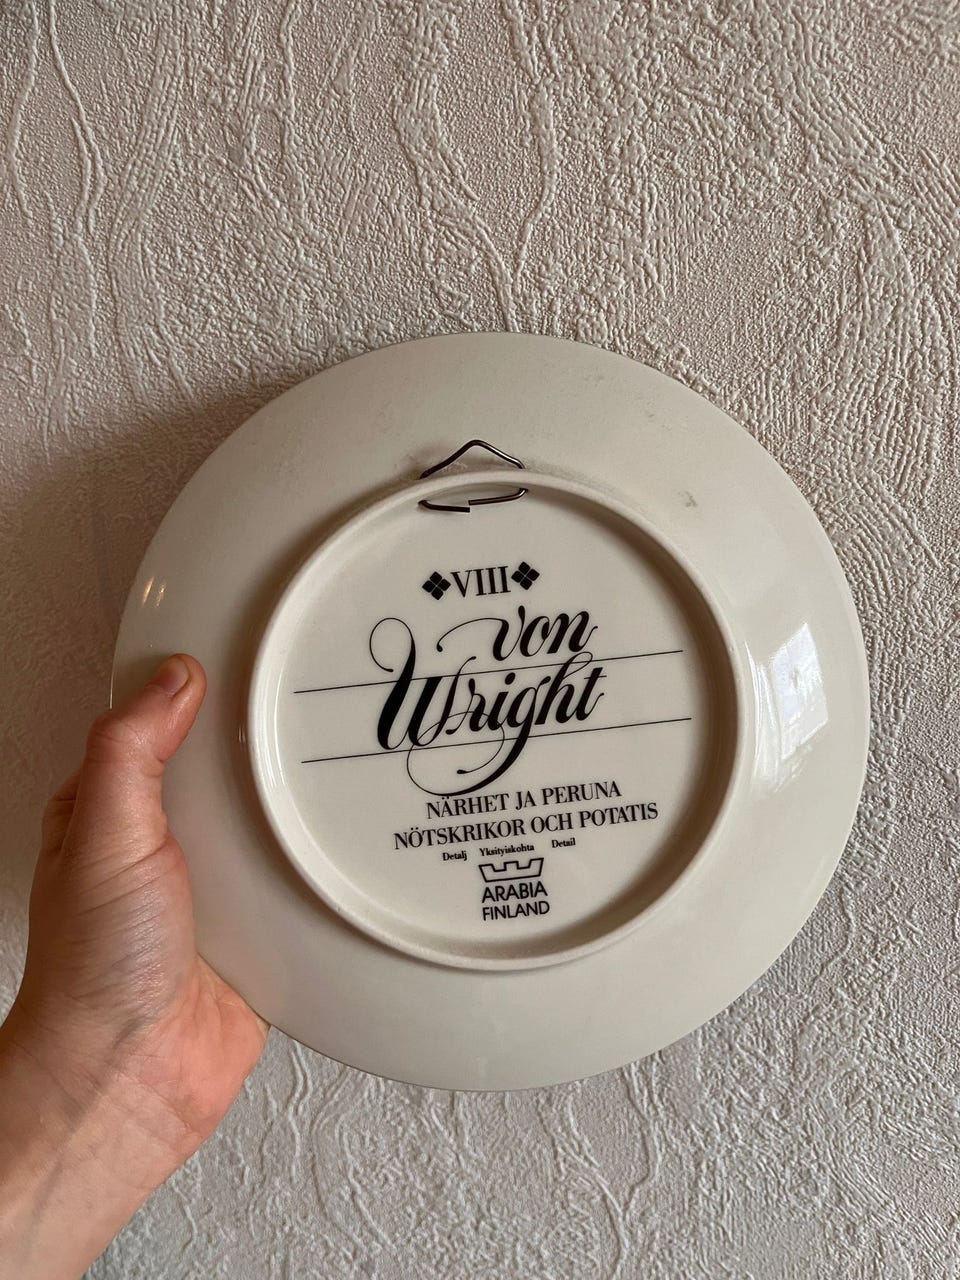 VIII
von
Wright
NÄRHET JA PERUNA
NÖTSKRIKOR OCH POTATIS
Detalj Yksityiskohta Detail
ARABIA
FINLAND